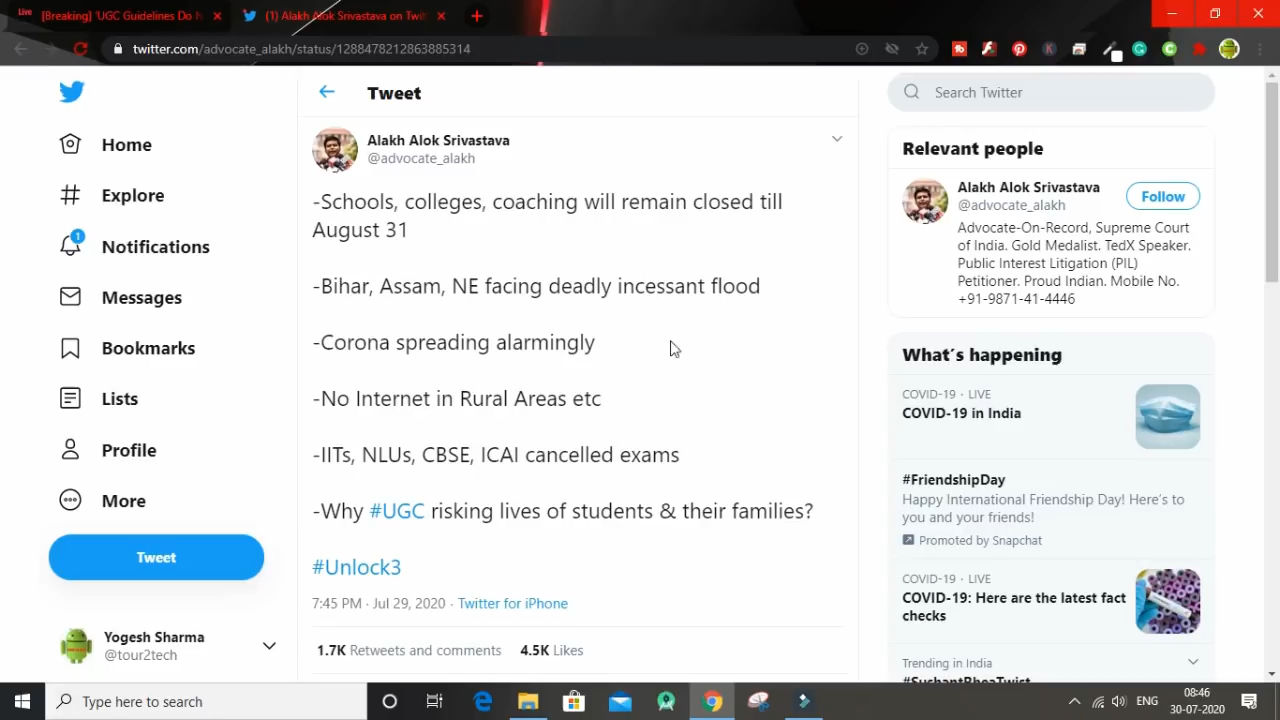 Live [Breaking] 'UGC Guidelines Do
(1) Alakh Alok Srivastava on Twi
twitter.com/advocate_alakh/status/1288478212863885314
Home
Explore
1
Notifications
Messages
Bookmarks
Lists
Profile
More
Tweet
Yogesh Sharma
@tour2tech
Tweet
Alakh Alok Srivastava
@advocate_alakh
-Schools, colleges, coaching will remain closed till
August 31
-Bihar, Assam, NE facing deadly incessant flood
-Corona spreading alarmingly
-No Internet in Rural Areas etc
-IITs, NLUs, CBSE, ICAI cancelled exams
-Why #UGC risking lives of students & their families?
#Unlock3
7:45 PM · Jul 29, 2020 · Twitter for iPhone
1.7K Retweets and comments 4.5K Likes
Search Twitter
Relevant people
Alakh Alok Srivastava
@advocate_alakh
Follow
Advocate-On-Record, Supreme Court
of India. Gold Medalist. TedX Speaker.
Public Interest Litigation (PIL)
Petitioner. Proud Indian. Mobile No.
+91-9871-41-4446
What's happening
COVID-19 · LIVE
COVID-19 in India
#FriendshipDay
Happy International Friendship Day! Here's to
you and your friends!
Promoted by Snapchat
COVID-19 · LIVE
COVID-19: Here are the latest fact
checks
Trending in India
#SushantRheaTwist
Type here to search
ENG
08:46
30-07-2020